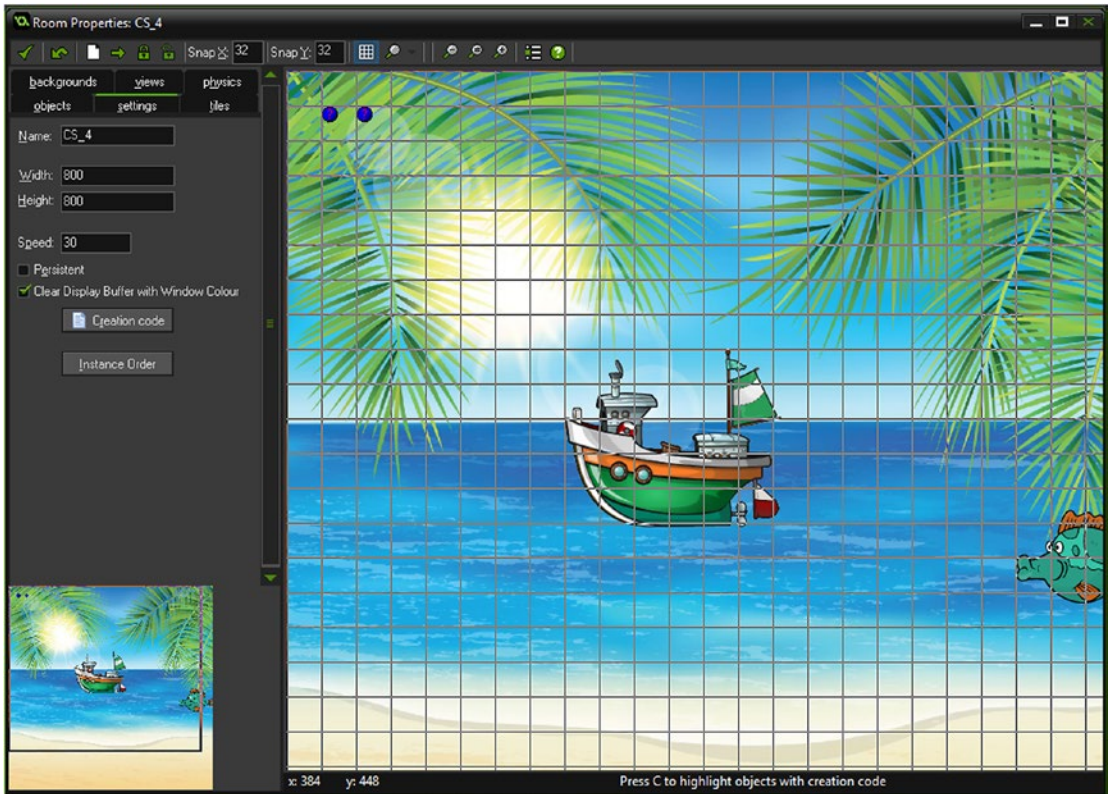 Room Properties: CS_4
Snap X: 32 Snap Y: 32
backgrounds views physics
objects settings tiles
Name: CS_4
Width: 800
Height: 800
Speed: 30
Persistent
Clear Display Buffer with Window Colour
Creation code
Instance Order
x: 384 y: 448 Press C to highlight objects with creation code